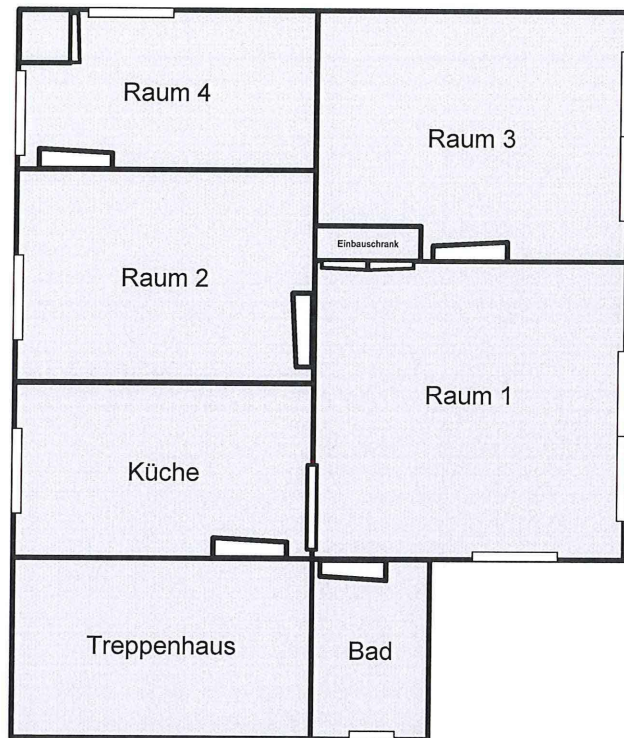 Raum 4
Raum 3
Einbauschrank
Raum 2
Raum 1
Küche
Treppenhaus
Bad